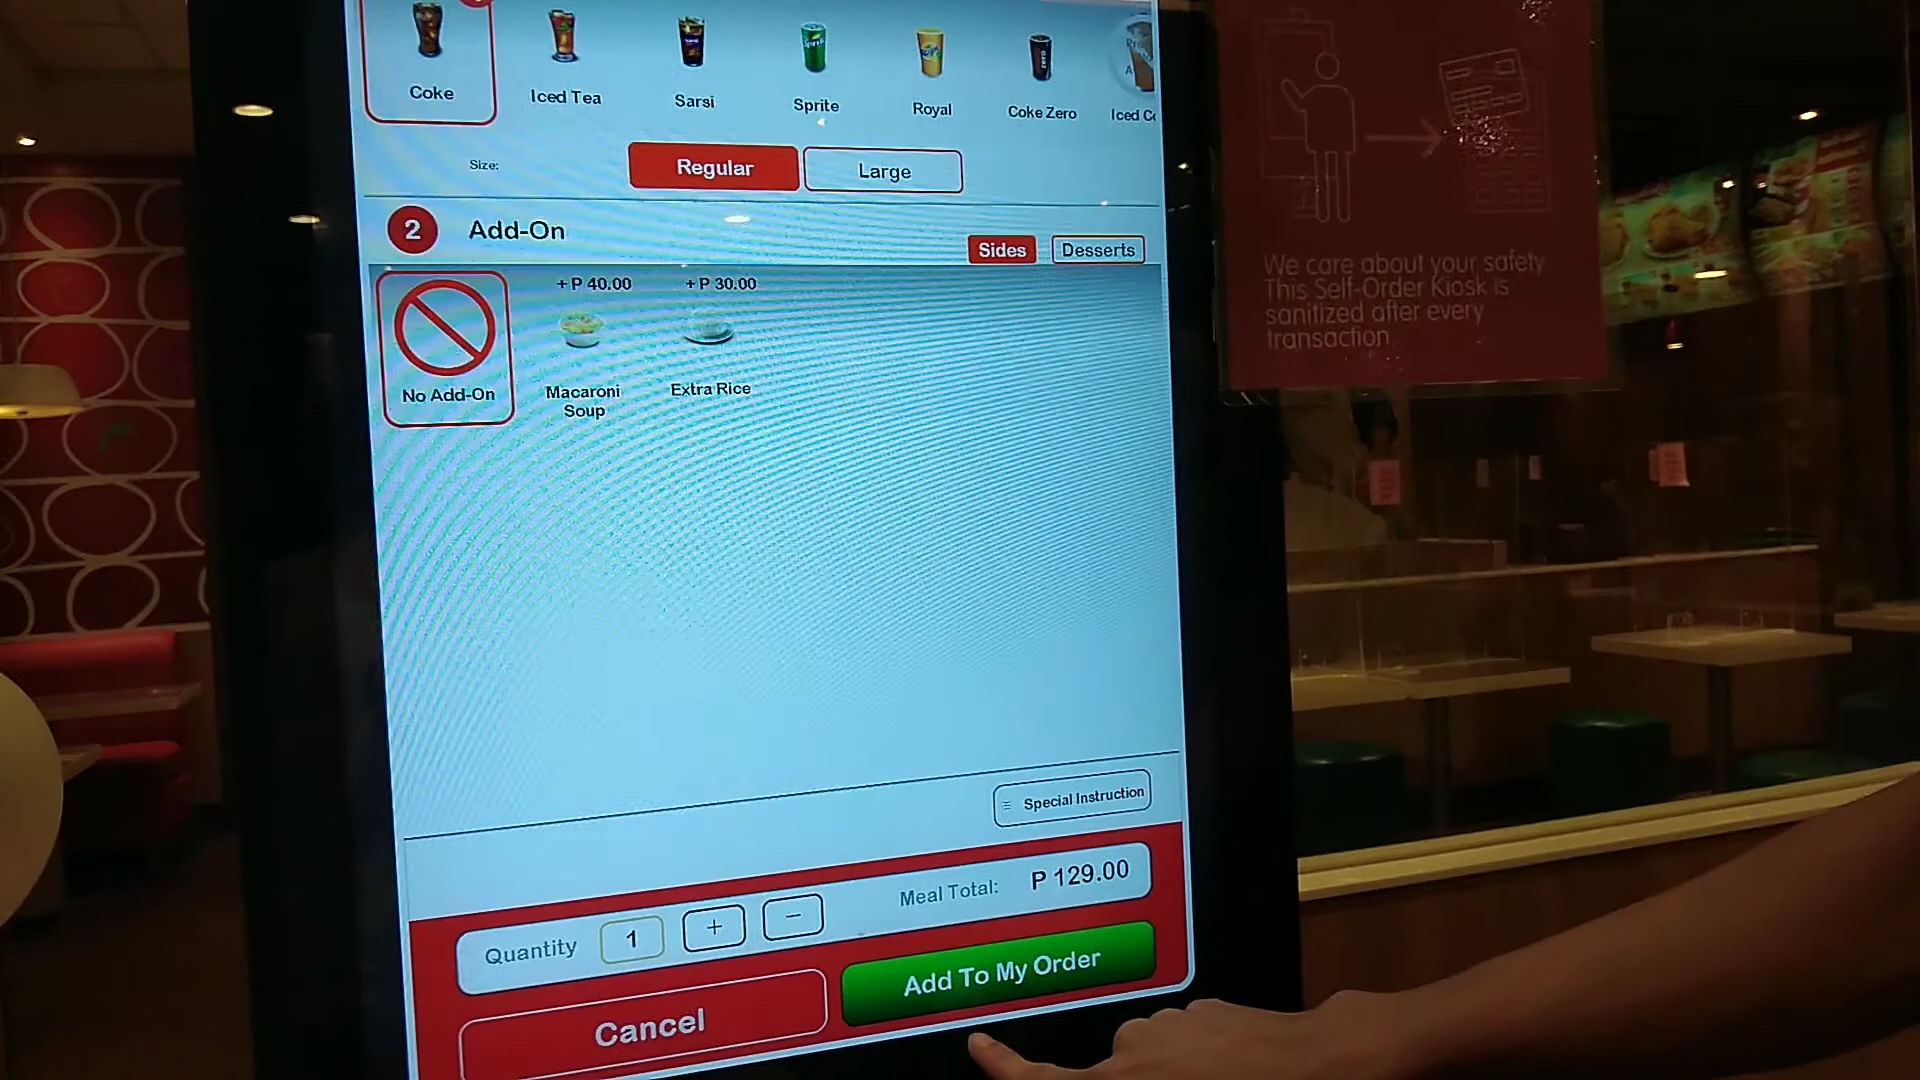 Coke
Iced Tea
Sarsi
Sprite
Royal
Coke Zero
Iced
Size:
Regular
Large
2
Add-On
Sides
Desserts
+ P 40.00
+ P 30.00
No Add-On
Macaroni
Soup
Extra Rice
Special Instruction
Quantity
1
+
−
Meal Total:
P 129.00
Cancel
Add To My Order
We care about your safety.
This Self-Order Kiosk is
sanitized after every
transaction